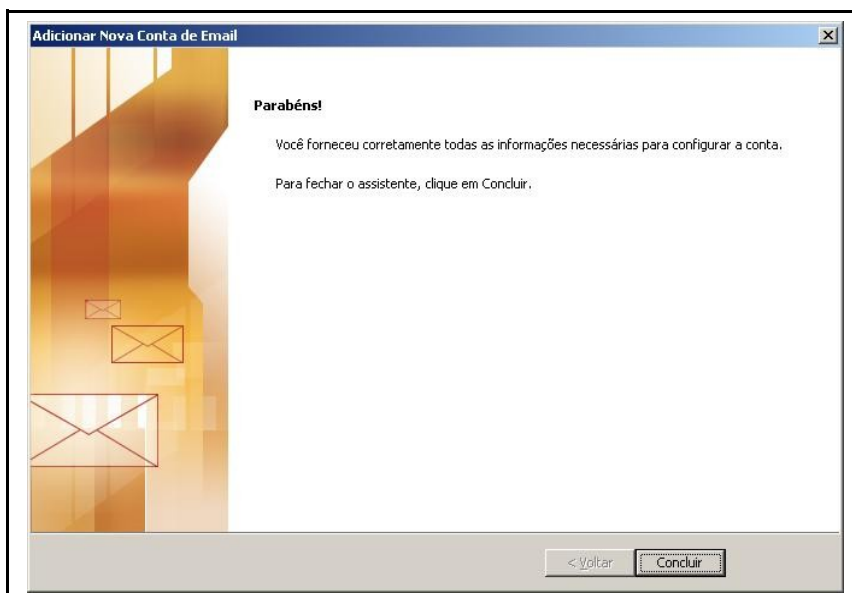 Adicionar Nova Conta de Email
Parabéns!
Você forneceu corretamente todas as informações necessárias para configurar a conta.
Para fechar o assistente, clique em Concluir.
< Voltar
Concluir